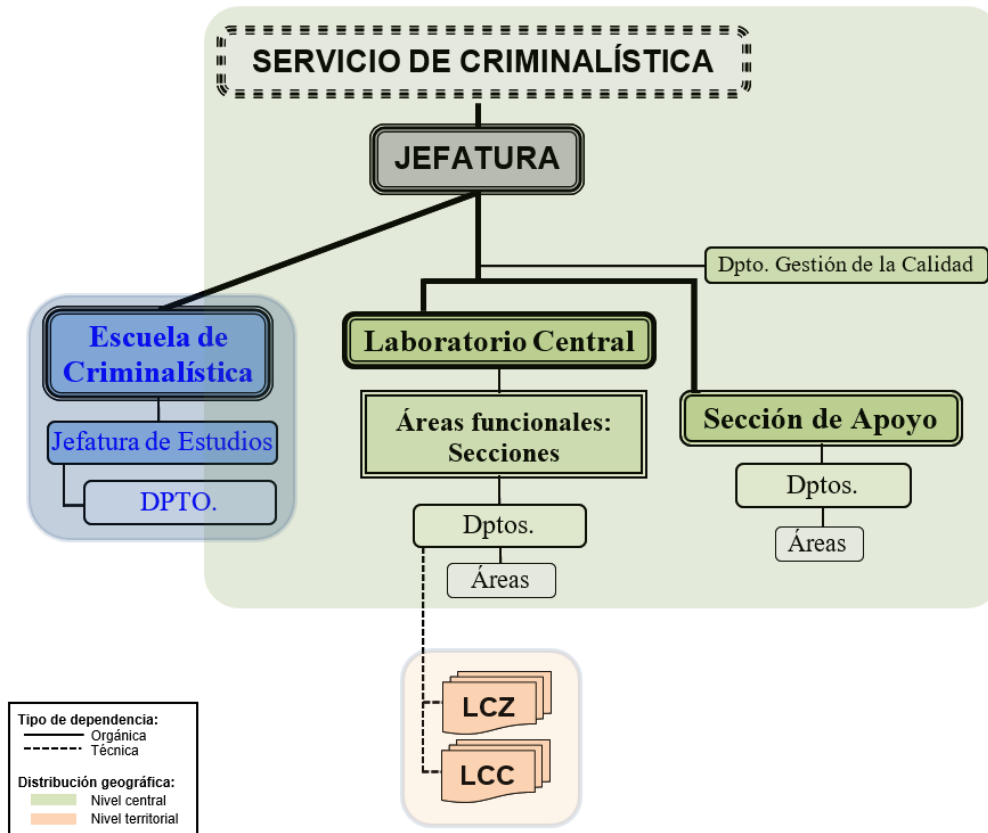 SERVICIO DE CRIMINALÍSTICA
JEFATURA
Dpto. Gestión de la Calidad
Escuela de
Criminalística
Jefatura de Estudios
DPTO.
Laboratorio Central
Áreas funcionales:
Secciones
Dptos.
Áreas
Sección de Apoyo
Dptos.
Áreas
LCZ
LCC
Tipo de dependencia:
Orgánica
Técnica
Distribución geográfica:
Nivel central
Nivel territorial